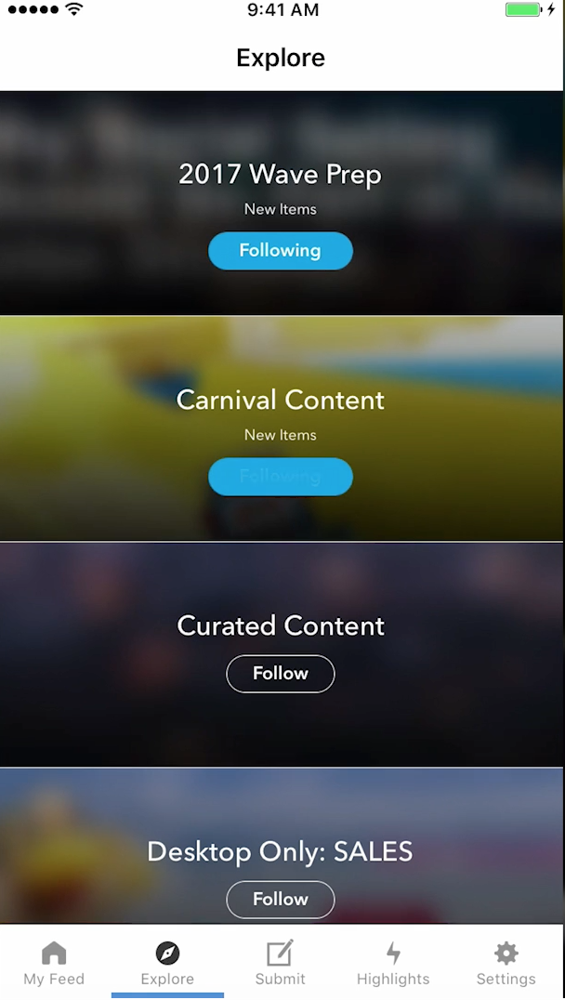 9:41 AM
Explore
2017 Wave Prep
New Items
Following
Carnival Content
New Items
Following
Curated Content
Follow
Desktop Only: SALES
Follow
My Feed
Explore
Submit
Highlights
Settings